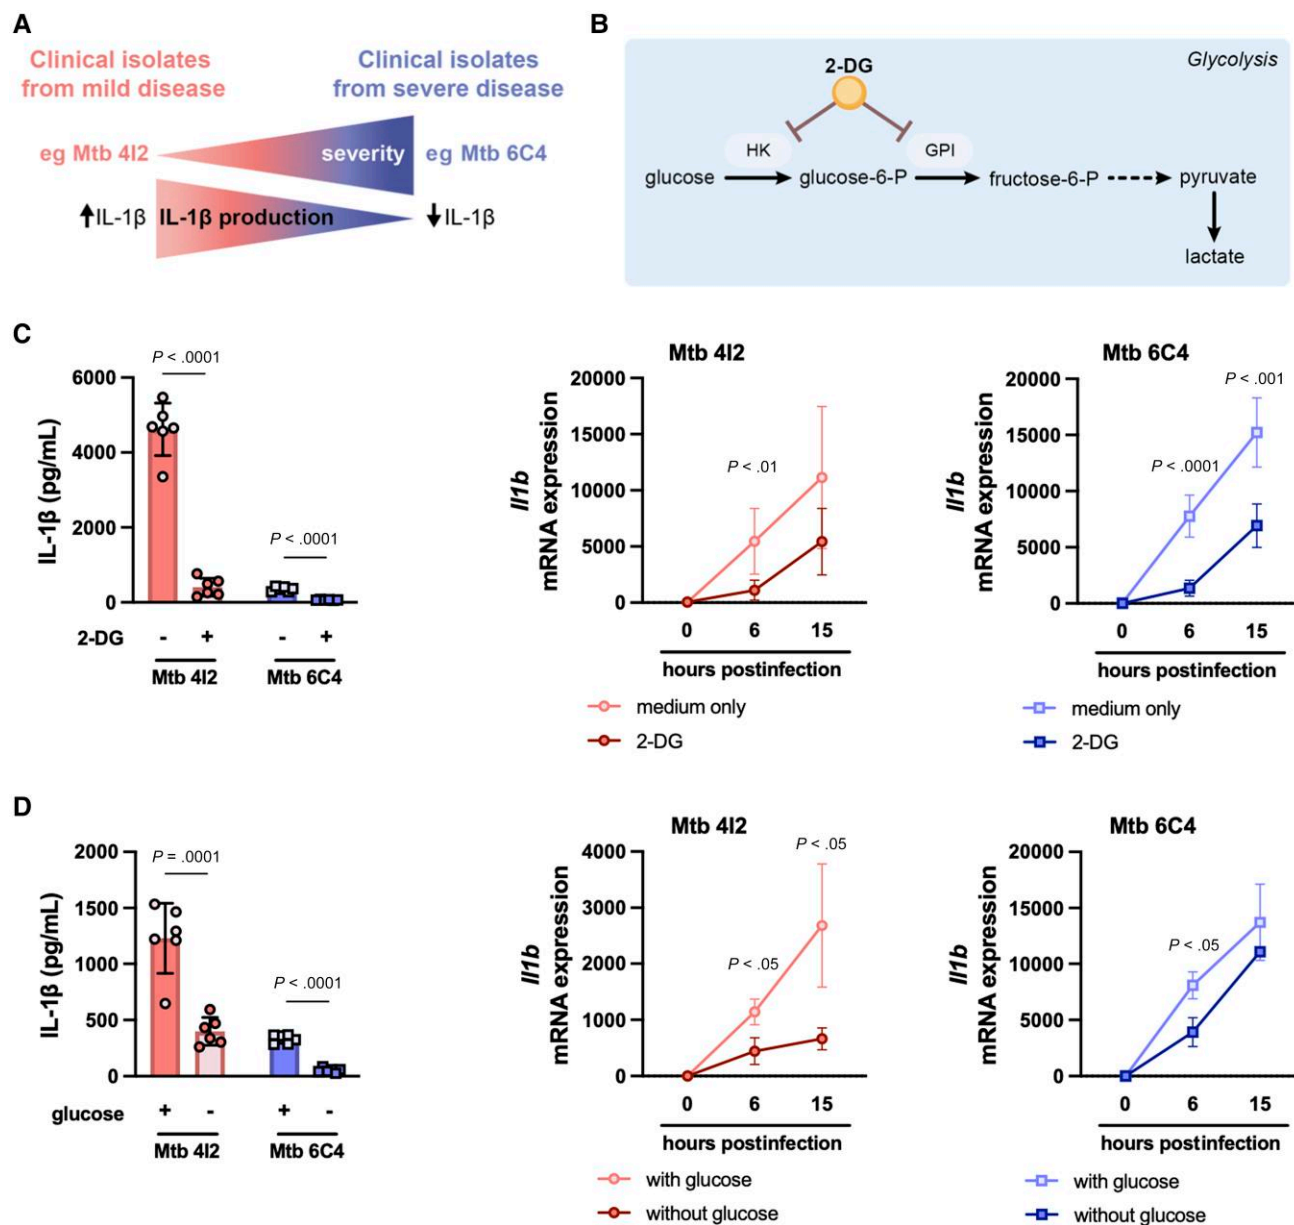 A
Clinical isolates
from mild disease
Clinical isolates
from severe disease
eg Mtb 4I2
severity
eg Mtb 6C4
↑IL-1β
IL-1β production
↓IL-1β
B
Glycolysis
2-DG
HK
GPI
glucose
glucose-6-P
fructose-6-P
pyruvate
lactate
C
P < .0001
P < .0001
IL-1β (pg/mL)
6000
4000
2000
0
2-DG
- + - +
Mtb 4I2
Mtb 6C4
Mtb 4I2
Il1b
mRNA expression
20000
15000
10000
5000
0
P < .01
0 6 15
hours postinfection
medium only
2-DG
Mtb 6C4
Il1b
mRNA expression
20000
15000
10000
5000
0
P < .0001
P < .001
0 6 15
hours postinfection
medium only
2-DG
D
P = .0001
P < .0001
IL-1β (pg/mL)
2000
1500
1000
500
0
glucose
+ - + -
Mtb 4I2
Mtb 6C4
Mtb 4I2
Il1b
mRNA expression
4000
3000
2000
1000
0
P < .05
P < .05
0 6 15
hours postinfection
with glucose
without glucose
Mtb 6C4
Il1b
mRNA expression
20000
15000
10000
5000
0
P < .05
0 6 15
hours postinfection
with glucose
without glucose